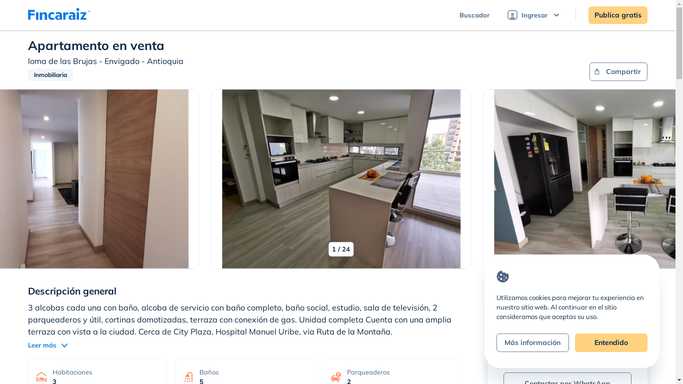 Fincaraiz
Buscador
Ingresar
Publica gratis
Apartamento en venta
loma de las Brujas - Envigado - Antioquia
Inmobiliaria
Compartir
1 / 24
Descripción general
3 alcobas cada una con baño, alcoba de servicio con baño completo, baño social, estudio, sala de televisión, 2
parqueaderos y útil, cortinas domotizadas, terraza con conexión de gas. Unidad completa Cuenta con una amplia
terraza con vista a la ciudad. Cerca de City Plaza, Hospital Manuel Uribe, vía Ruta de la Montaña.
Leer más
Habitaciones
3
Baños
5
Parqueaderos
2
Utilizamos cookies para mejorar tu experiencia en
nuestro sitio web. Al continuar en el sitio
consideramos que aceptas su uso.
Más información
Entendido
Contactar por WhatsApp